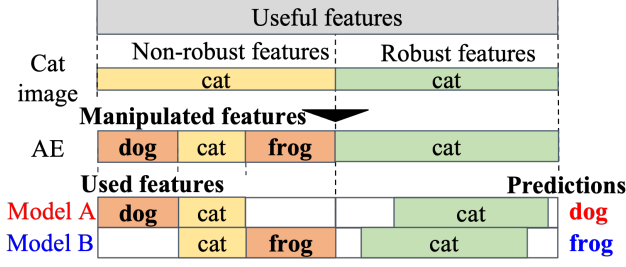 Useful features
Non-robust features Robust features
Cat image cat cat
Manipulated features
AE dog cat frog cat
Used features Predictions
Model A dog cat cat dog
Model B cat frog cat frog